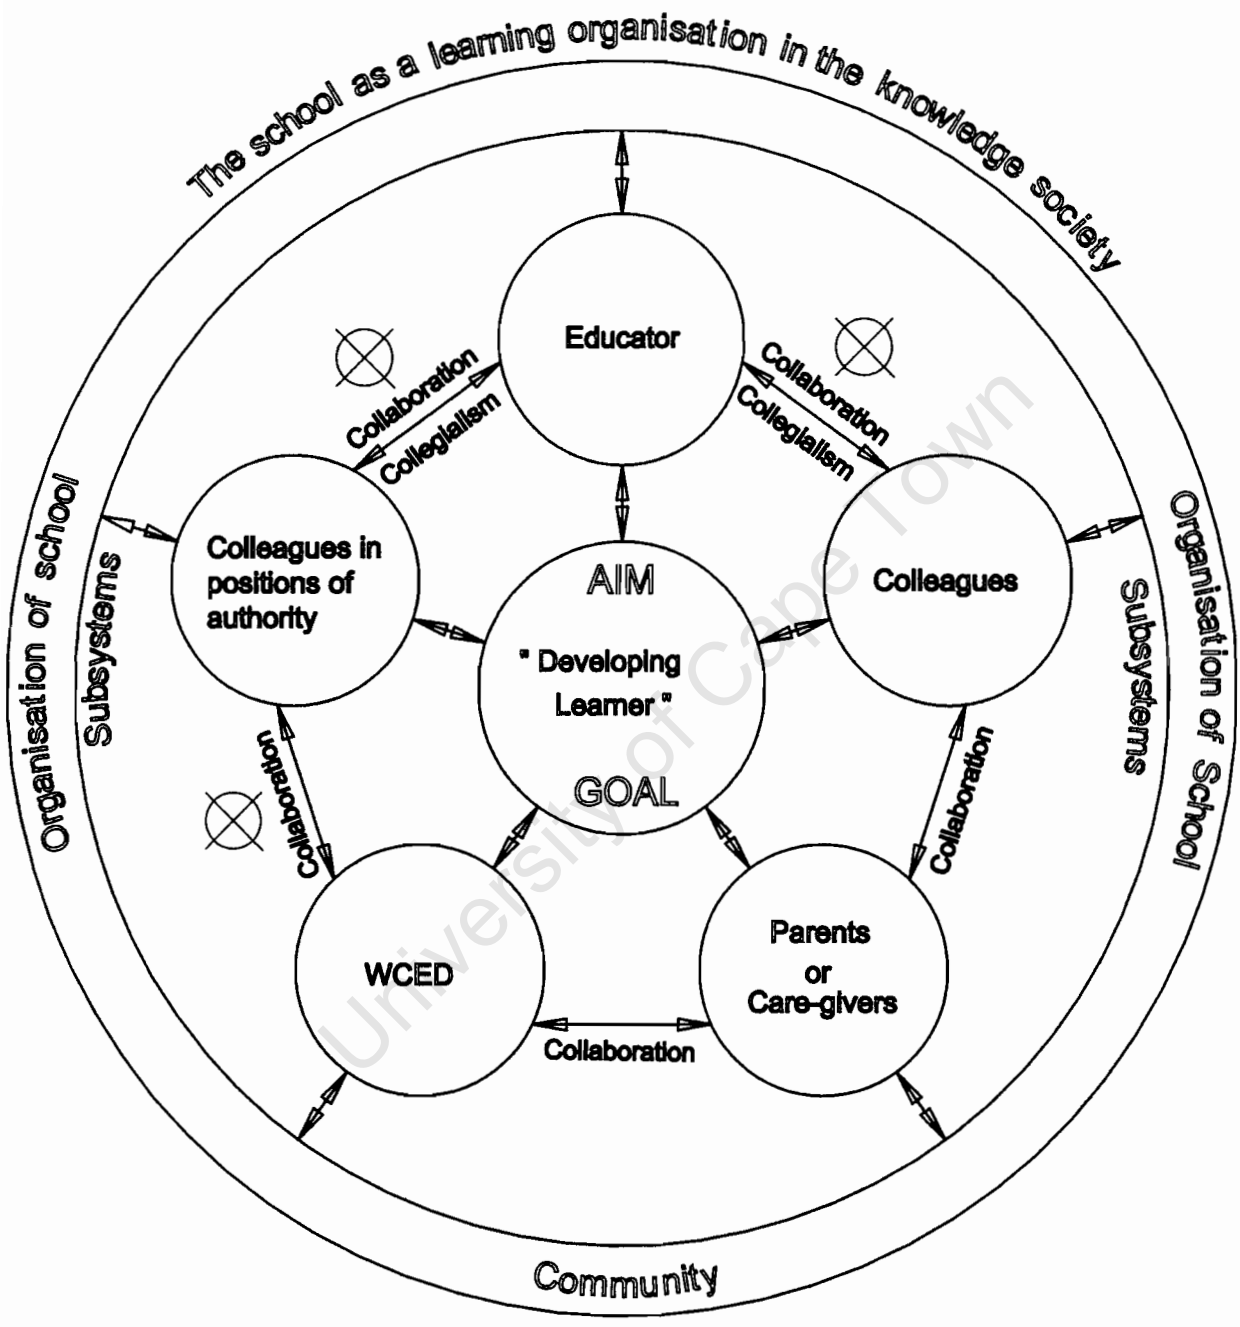 The school as a learning organisation in the knowledge society
Educator
Collaboration
Collegialism
Collaboration
Collegialism
Organisation of school
Subsystems
Colleagues in
positions of
authority
AIM
" Developing
Learner "
GOAL
Colleagues
Subsystems
Organisation of School
Collaboration
Collaboration
WCED
Parents
or
Care-givers
Collaboration
Community
University of Cape Town